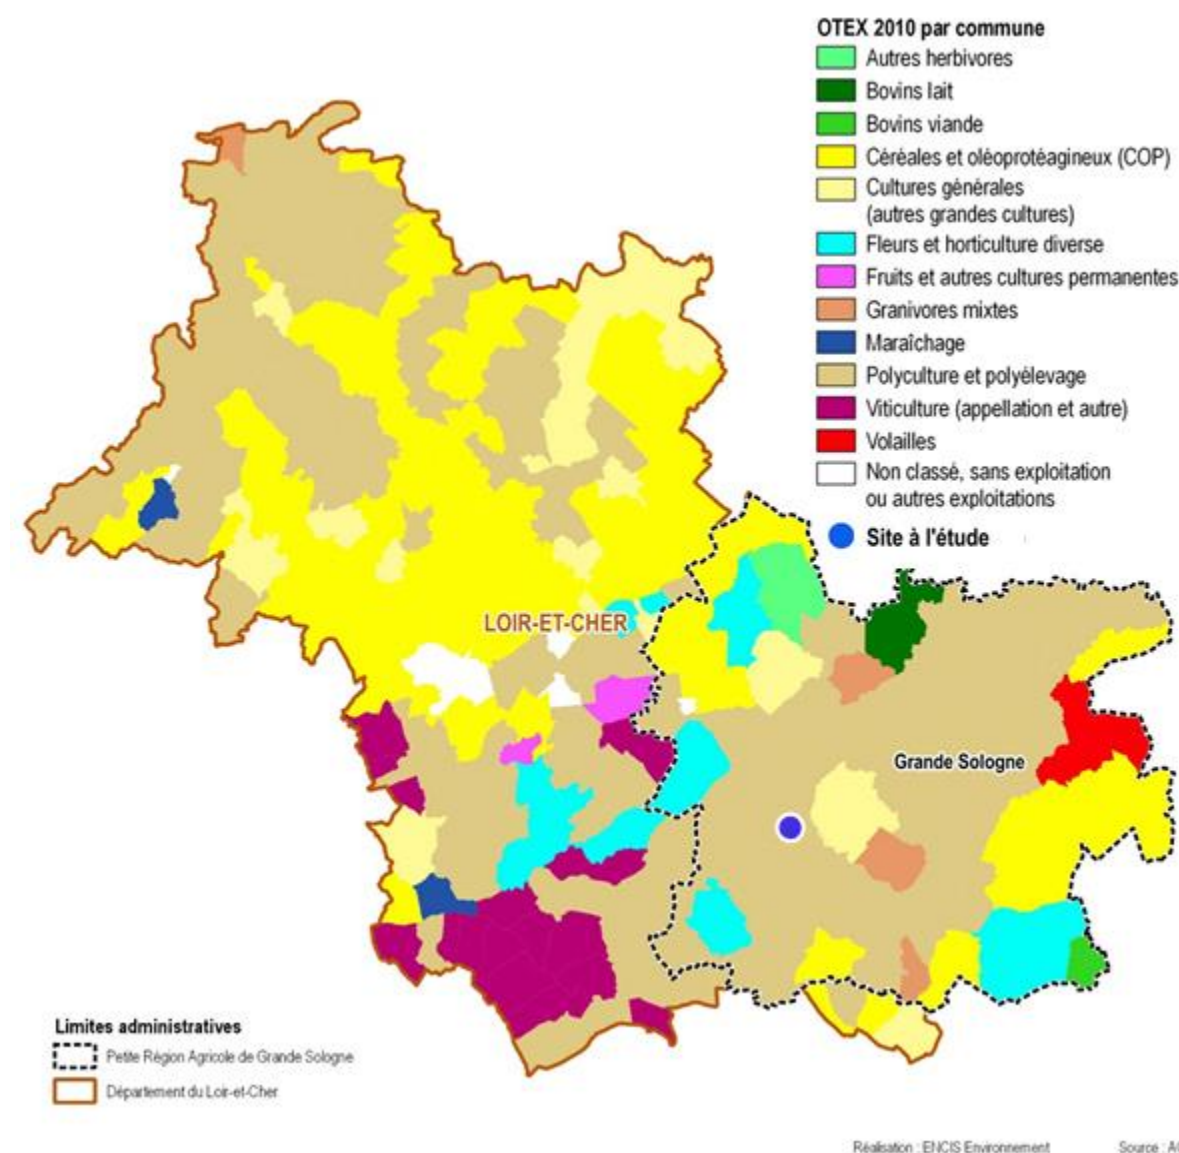 OTEX 2010 par commune
Autres herbivores
Bovins lait
Bovins viande
Céréales et oléoprotéagineux (COP)
Cultures générales
(autres grandes cultures)
Fleurs et horticulture diverse
Fruits et autres cultures permanentes
Granivores mixtes
Maraîchage
Polyculture et polyélevage
Viticulture (appellation et autre)
Volailles
Non classé, sans exploitation
ou autres exploitations
Site à l'étude
LOIR-ET-CHER
Grande Sologne
Limites administratives
Petite Région Agricole de Grande Sologne
Département du Loir-et-Cher
Réalisation : ENCIS Environnement
Source :